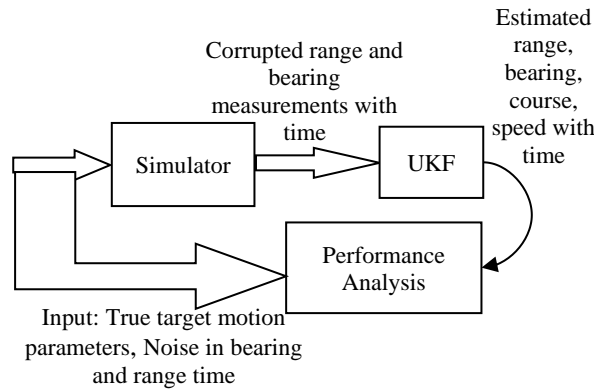 Estimated
range,
bearing,
course,
speed with
time
Corrupted range and
bearing
measurements with
time
Simulator
UKF
Performance
Analysis
Input: True target motion
parameters, Noise in bearing
and range time